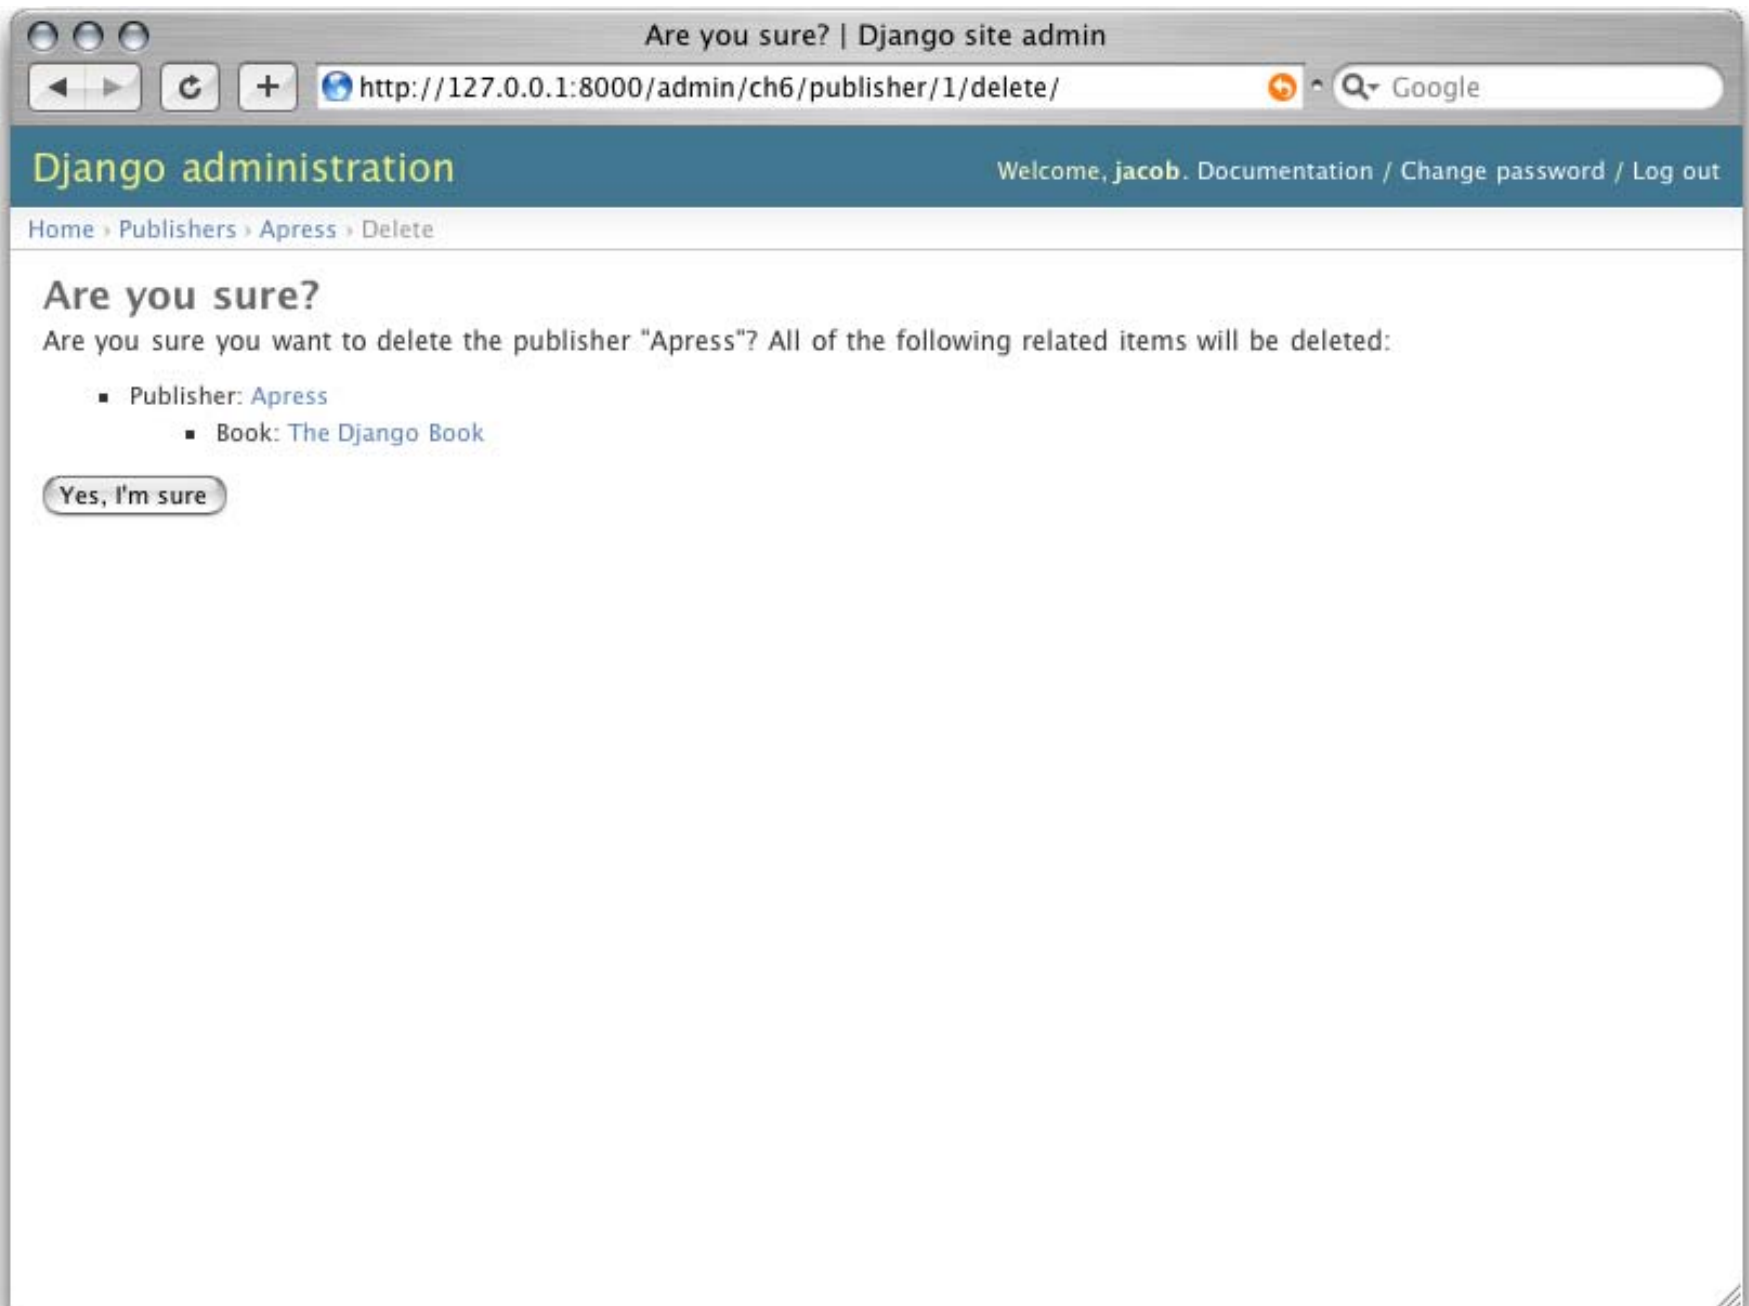 Are you sure? | Django site admin
http://127.0.0.1:8000/admin/ch6/publisher/1/delete/ Google
Django administration Welcome, jacob. Documentation / Change password / Log out
Home › Publishers › Apress › Delete
Are you sure?
Are you sure you want to delete the publisher "Apress"? All of the following related items will be deleted:
▪ Publisher: Apress
▪ Book: The Django Book
Yes, I'm sure